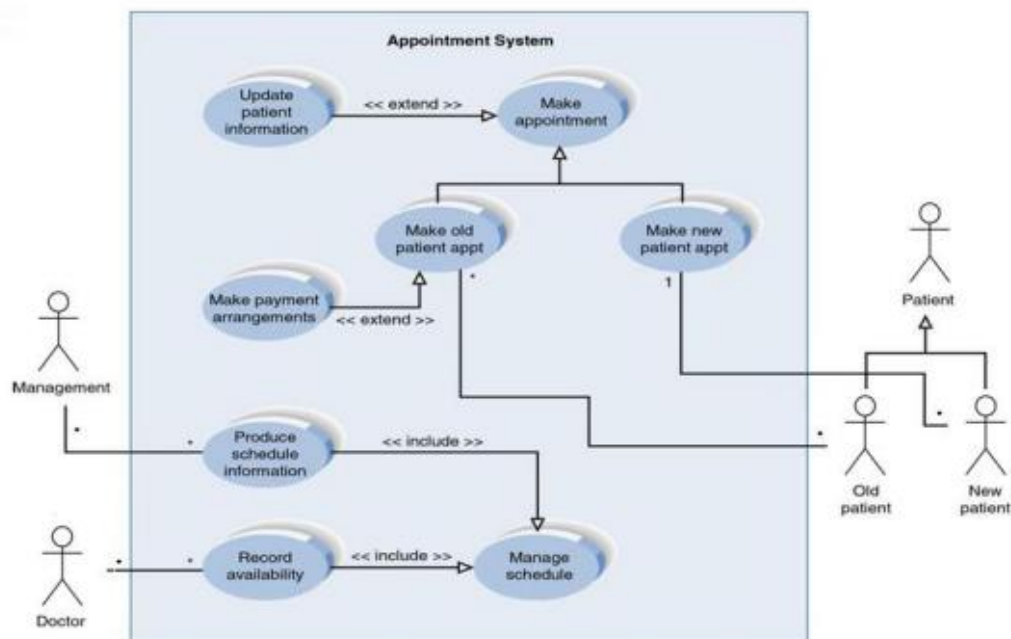 Appointment System
Update
patient
information
<< extend >>
Make
appointment
Make old
patient appt
Make new
patient appt
*
1
Make payment
arrangements
<< extend >>
Patient
Management
*
*
Produce
schedule
information
<< include >>
*
*
Old
patient
New
patient
*
*
Record
availability
<< include >>
Manage
schedule
Doctor